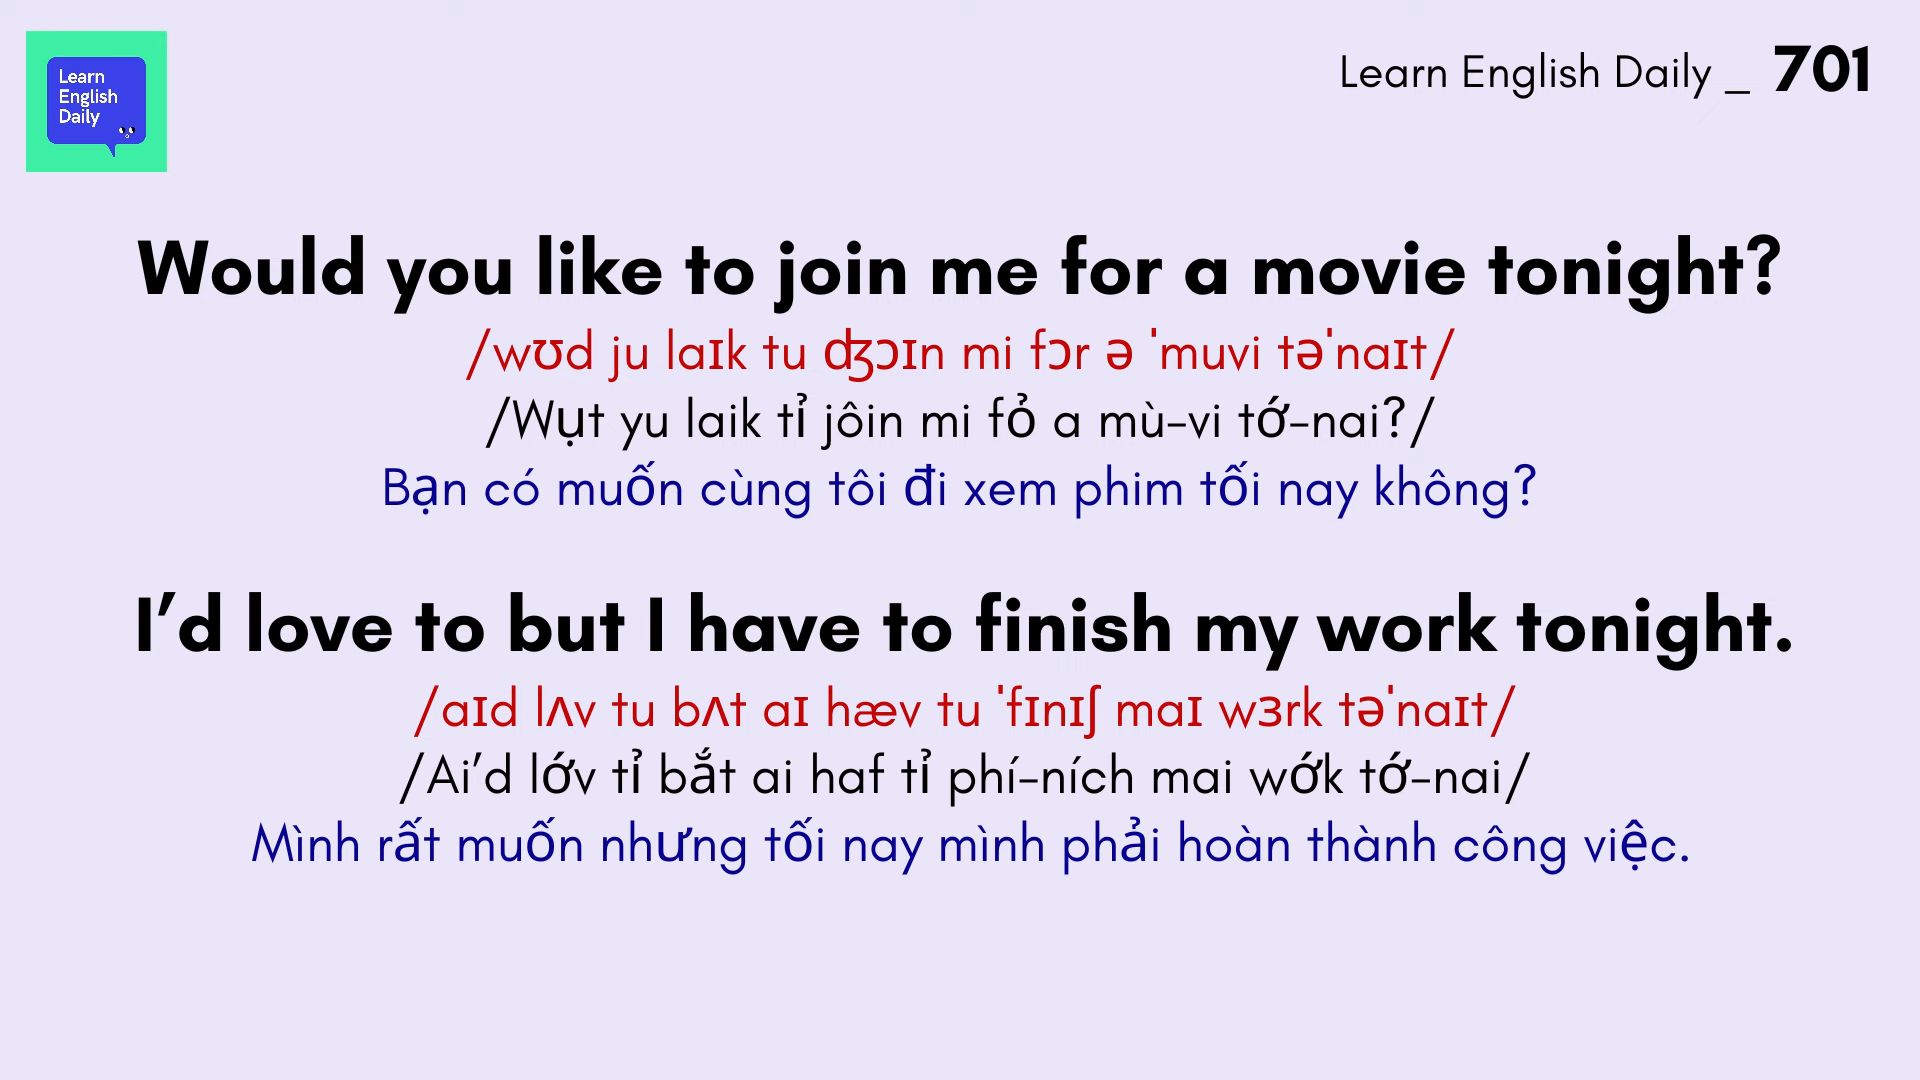 Learn
English
Daily
Learn English Daily _ 701
Would you like to join me for a movie tonight?
/wʊd ju laɪk tu ʤɔɪn mi fɔr ə ˈmuvi təˈnaɪt/
/Wụt yu laik tỉ jôin mi fỏ a mù-vi tớ-nai?/
Bạn có muốn cùng tôi đi xem phim tối nay không?
I’d love to but I have to finish my work tonight.
/aɪd lʌv tu bʌt aɪ hæv tu ˈfɪnɪʃ maɪ wɜrk təˈnaɪt/
/Ai’d lớv tỉ bắt ai haf tỉ phí-ních mai wớk tớ-nai/
Mình rất muốn nhưng tối nay mình phải hoàn thành công việc.